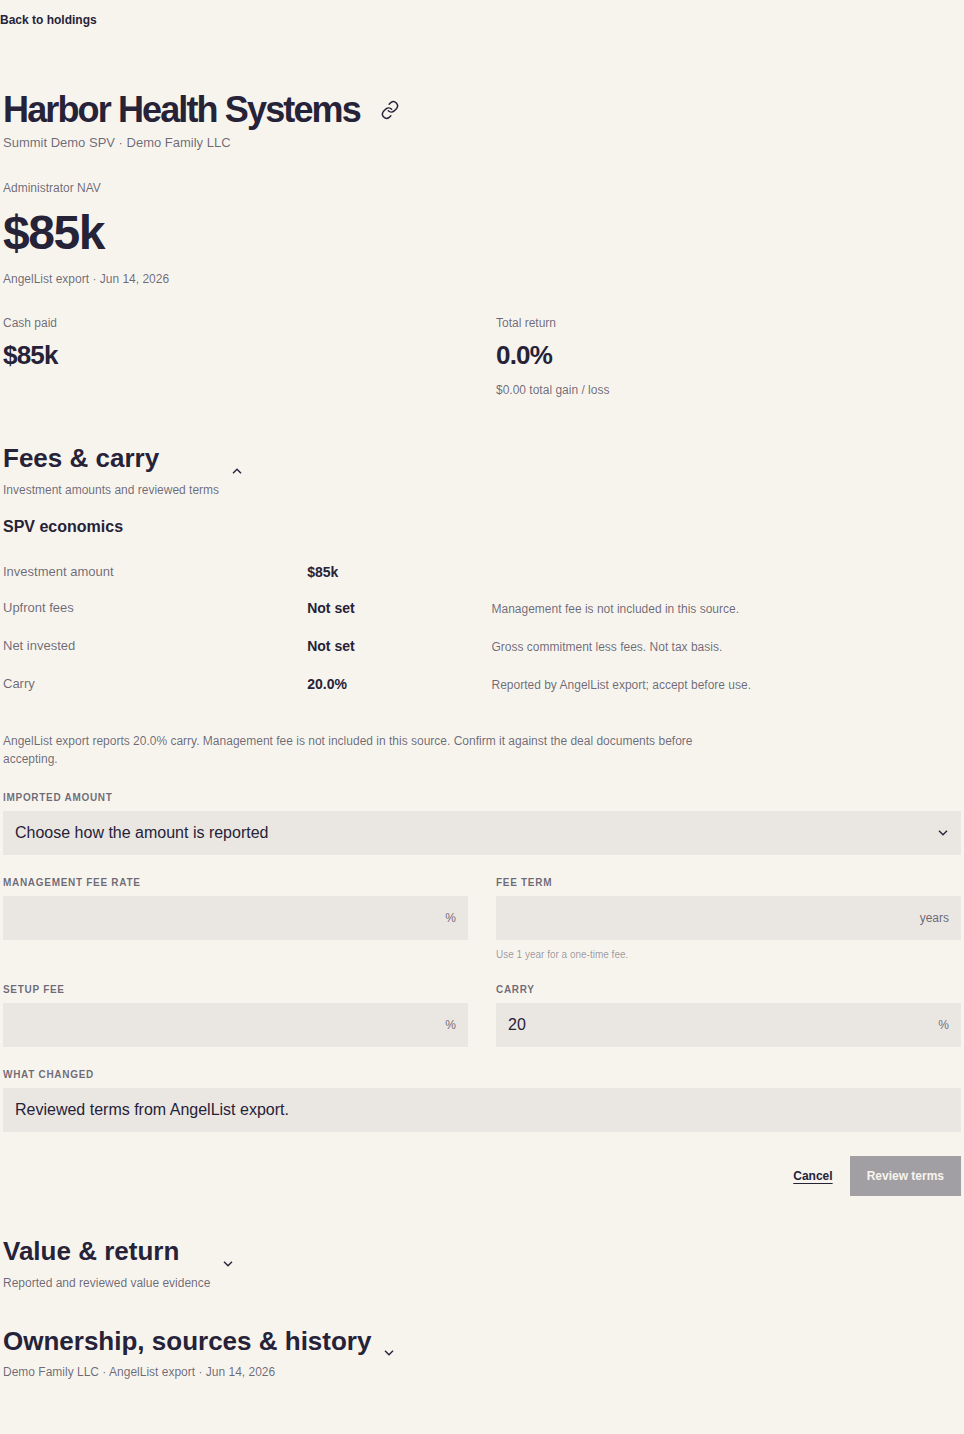 Back to holdings
Harbor Health Systems
Summit Demo SPV · Demo Family LLC
Administrator NAV
$85k
AngelList export · Jun 14, 2026
Cash paid
$85k
Total return
0.0%
$0.00 total gain / loss
Fees & carry
Investment amounts and reviewed terms
SPV economics
Investment amount $85k
Upfront fees Not set Management fee is not included in this source.
Net invested Not set Gross commitment less fees. Not tax basis.
Carry 20.0% Reported by AngelList export; accept before use.
AngelList export reports 20.0% carry. Management fee is not included in this source. Confirm it against the deal documents before
accepting.
IMPORTED AMOUNT
Choose how the amount is reported
MANAGEMENT FEE RATE
%
FEE TERM
years
Use 1 year for a one-time fee.
SETUP FEE
%
CARRY
20 %
WHAT CHANGED
Reviewed terms from AngelList export.
Cancel Review terms
Value & return
Reported and reviewed value evidence
Ownership, sources & history
Demo Family LLC · AngelList export · Jun 14, 2026